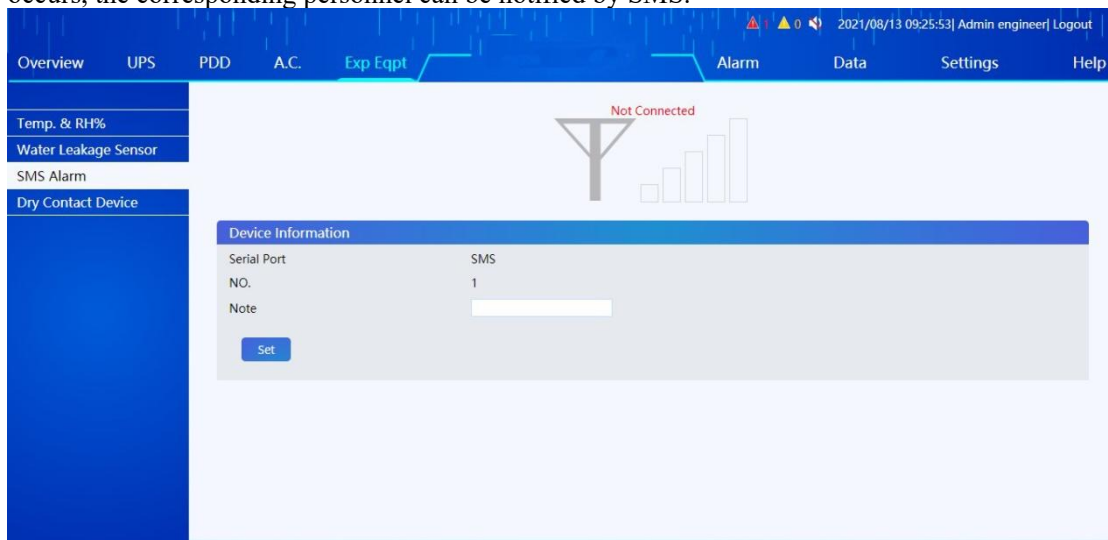 occurs, the corresponding personnel can be notified by SMS.
1 0 2021/08/13 09:25:53| Admin engineer| Logout
Overview UPS PDD A.C. Exp Eqpt Alarm Data Settings Help
Temp. & RH%
Water Leakage Sensor
SMS Alarm
Dry Contact Device
Not Connected
Device Information
Serial Port SMS
NO. 1
Note
Set